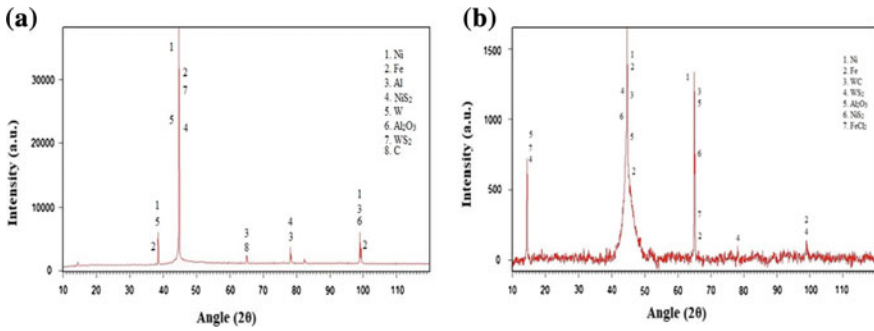 (a)
Intensity (a.u.)
30000
20000
10000
0
1
2
7
5
4
1
5
2
3
8
4
3
1
3
6
2
1. Ni
2. Fe
3. Al
4. NiS2
5. W
6. Al2O3
7. WS2
8. C
10 20 30 40 50 60 70 80 90 100 110
Angle (2θ)
(b)
Intensity (a.u.)
1500
1000
500
0
5
7
4
1
2
4
3
6
5
2
1
3
5
6
7
2
4
2
4
1. Ni
2. Fe
3. WC
4. WS2
5. Al2O3
6. NiS2
7. FeCl2
10 20 30 40 50 60 70 80 90 100 110
Angle (2θ)